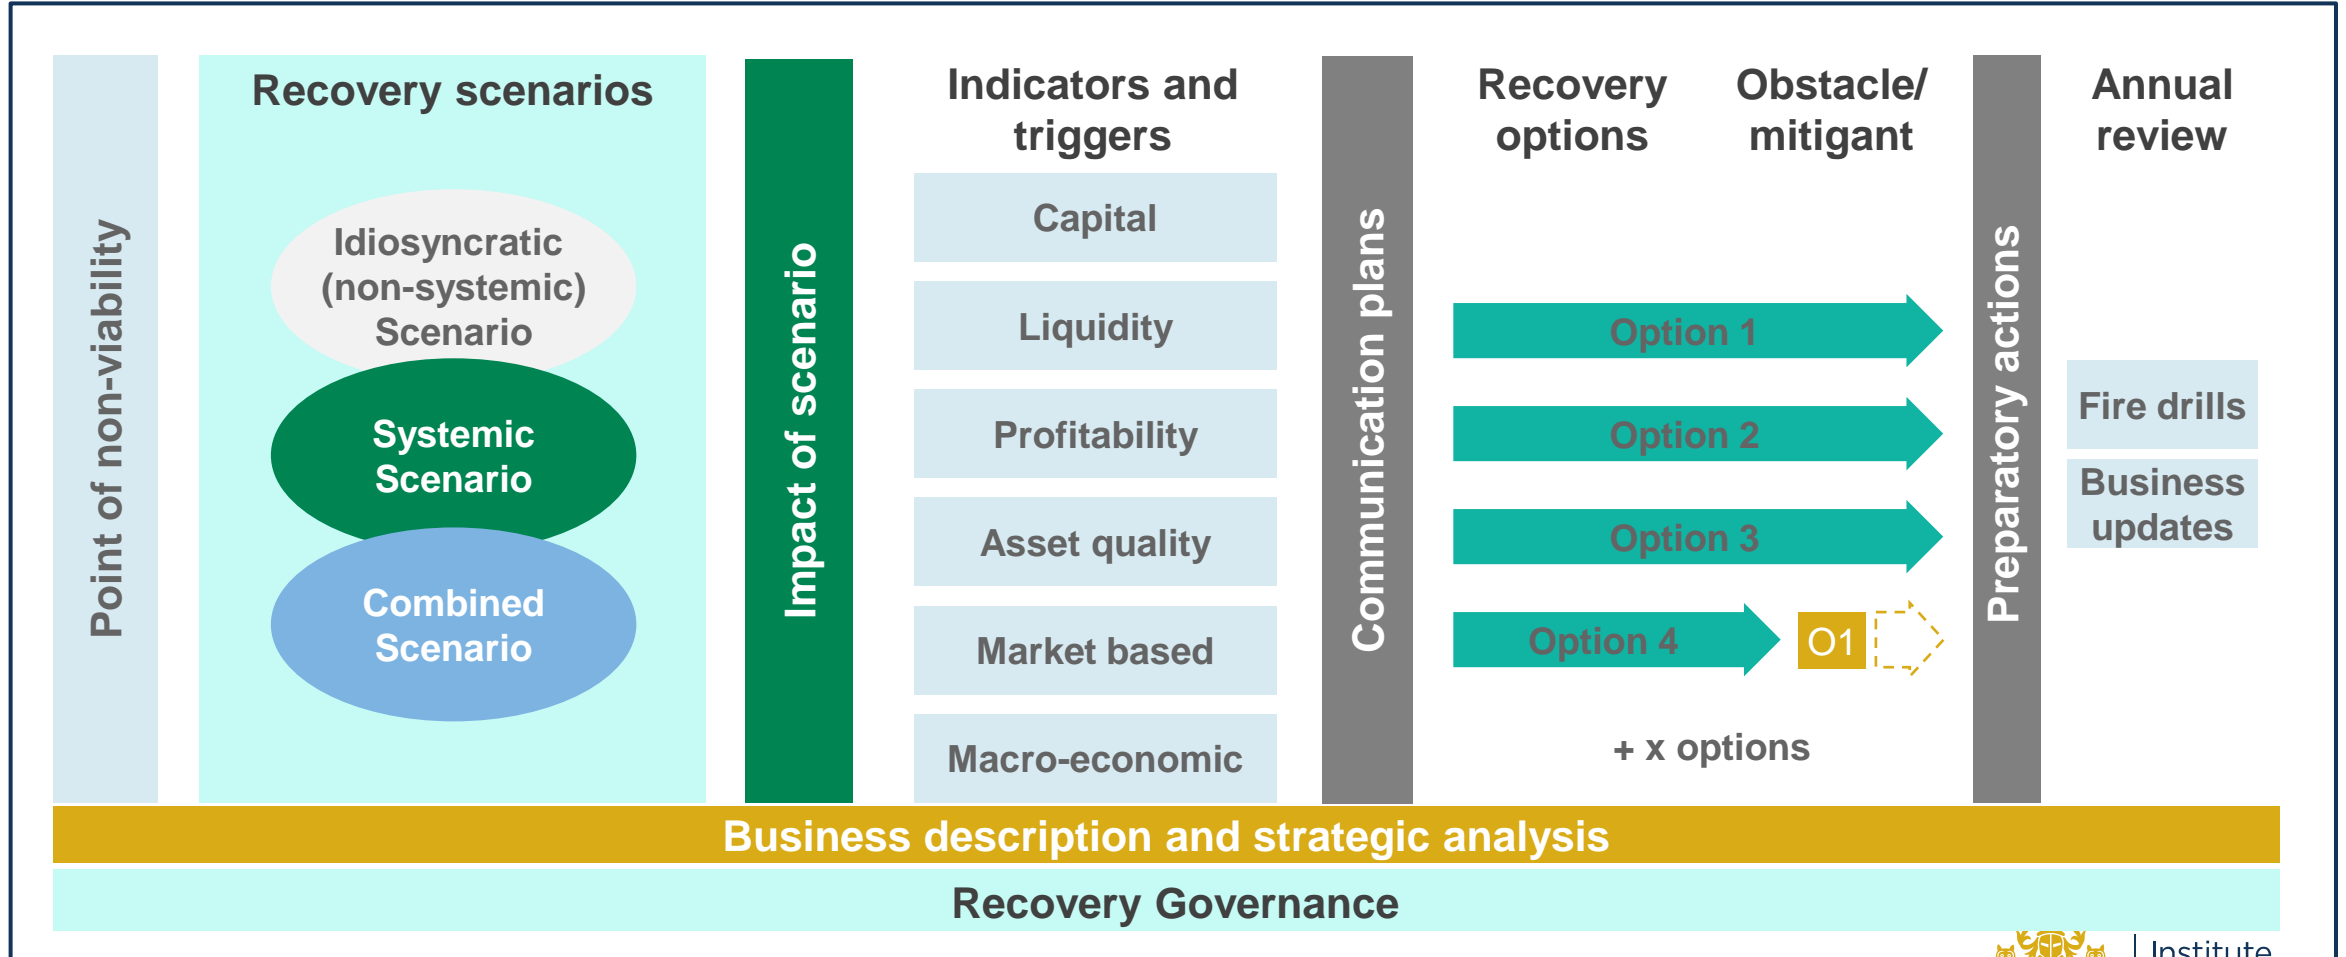 Point of non-viability
Recovery scenarios
Idiosyncratic
(non-systemic)
Scenario
Systemic
Scenario
Combined
Scenario
Impact of scenario
Indicators and
triggers
Capital
Liquidity
Profitability
Asset quality
Market based
Macro-economic
Communication plans
Recovery
options
Obstacle/
mitigant
Option 1
Option 2
Option 3
Option 4
O1
+ x options
Preparatory actions
Annual
review
Fire drills
Business
updates
Business description and strategic analysis
Recovery Governance
Institute